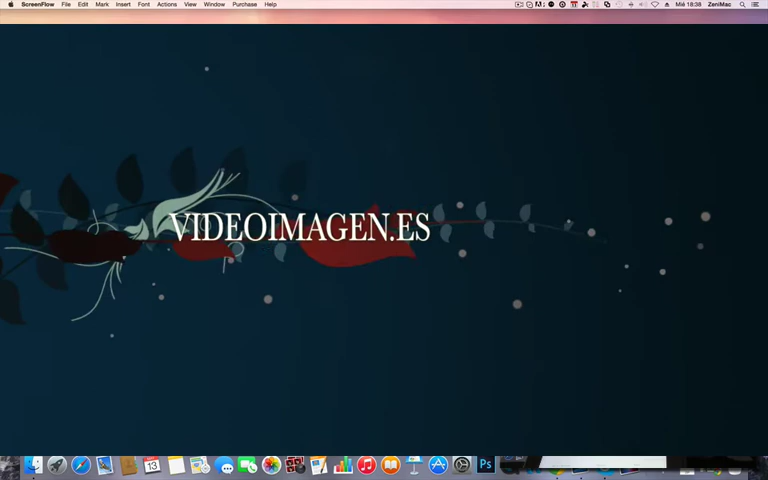 ScreenFlow File Edit Mark Insert Font Actions View Window Purchase Help Mié 18:38 ZeniMac
VIDEOIMAGEN.ES
13
Ps